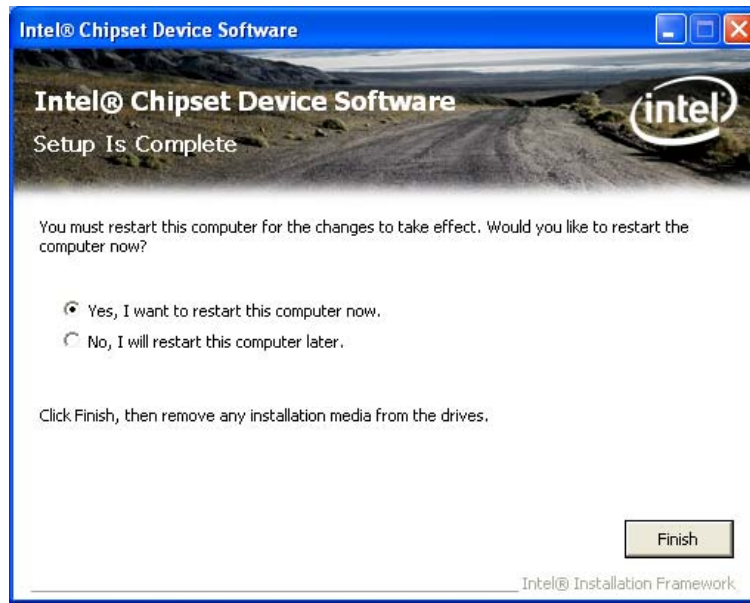 Intel® Chipset Device Software
Intel® Chipset Device Software
intel
Setup Is Complete
You must restart this computer for the changes to take effect. Would you like to restart the
computer now?
Yes, I want to restart this computer now.
No, I will restart this computer later.
Click Finish, then remove any installation media from the drives.
Finish
Intel® Installation Framework